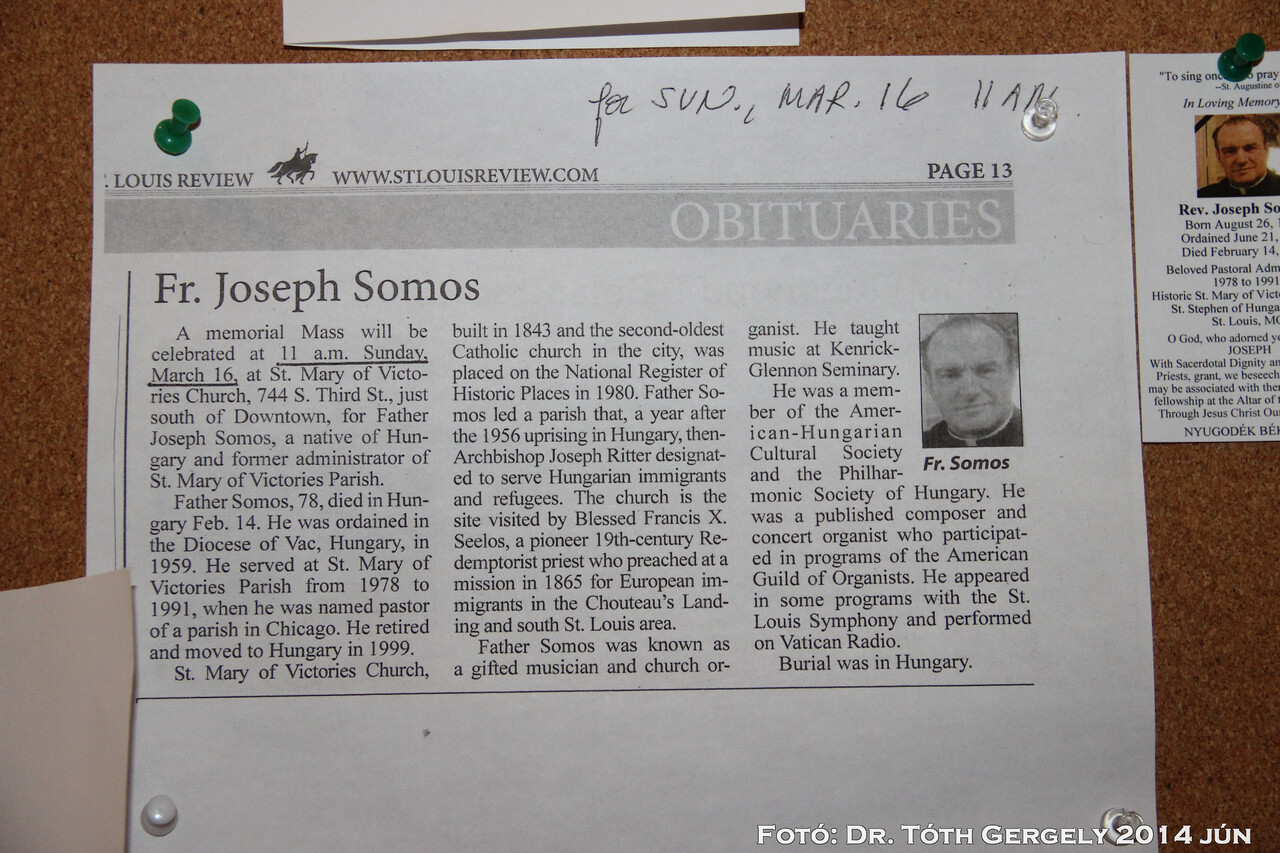 for SUN., MAR. 16 11 AM
. LOUIS REVIEW WWW.STLOUISREVIEW.COM PAGE 13
OBITUARIES
Fr. Joseph Somos
A memorial Mass will be
celebrated at 11 a.m. Sunday,
March 16, at St. Mary of Victo-
ries Church, 744 S. Third St., just
south of Downtown, for Father
Joseph Somos, a native of Hun-
gary and former administrator of
St. Mary of Victories Parish.
Father Somos, 78, died in Hun-
gary Feb. 14. He was ordained in
the Diocese of Vac, Hungary, in
1959. He served at St. Mary of
Victories Parish from 1978 to
1991, when he was named pastor
of a parish in Chicago. He retired
and moved to Hungary in 1999.
St. Mary of Victories Church,
built in 1843 and the second-oldest
Catholic church in the city, was
placed on the National Register of
Historic Places in 1980. Father So-
mos led a parish that, a year after
the 1956 uprising in Hungary, then-
Archbishop Joseph Ritter designat-
ed to serve Hungarian immigrants
and refugees. The church is the
site visited by Blessed Francis X.
Seelos, a pioneer 19th-century Re-
demptorist priest who preached at a
mission in 1865 for European im-
migrants in the Chouteau's Land-
ing and south St. Louis area.
Father Somos was known as
a gifted musician and church or-
ganist. He taught
music at Kenrick-
Glennon Seminary.
He was a mem-
ber of the Amer-
ican-Hungarian
Cultural Society
and the Philhar-
monic Society of Hungary. He
was a published composer and
concert organist who participat-
ed in programs of the American
Guild of Organists. He appeared
in some programs with the St.
Louis Symphony and performed
on Vatican Radio.
Burial was in Hungary.
Fr. Somos
"To sing pray
--St. Augustine
In Loving Memory
Rev. Joseph So
Born August 26,
Ordained June 21,
Died February 14,
Beloved Pastoral Adm
1978 to 1991
Historic St. Mary of Victo
St. Stephen of Hunga
St. Louis, MO
O God, who adorned yo
JOSEPH
With Sacerdotal Dignity an
Priests, grant, we beseech
may be associated with the
fellowship at the Altar of
Through Jesus Christ Our
NYUGODÉK BÉK
Fotó: Dr. Tóth Gergely 2014 jún